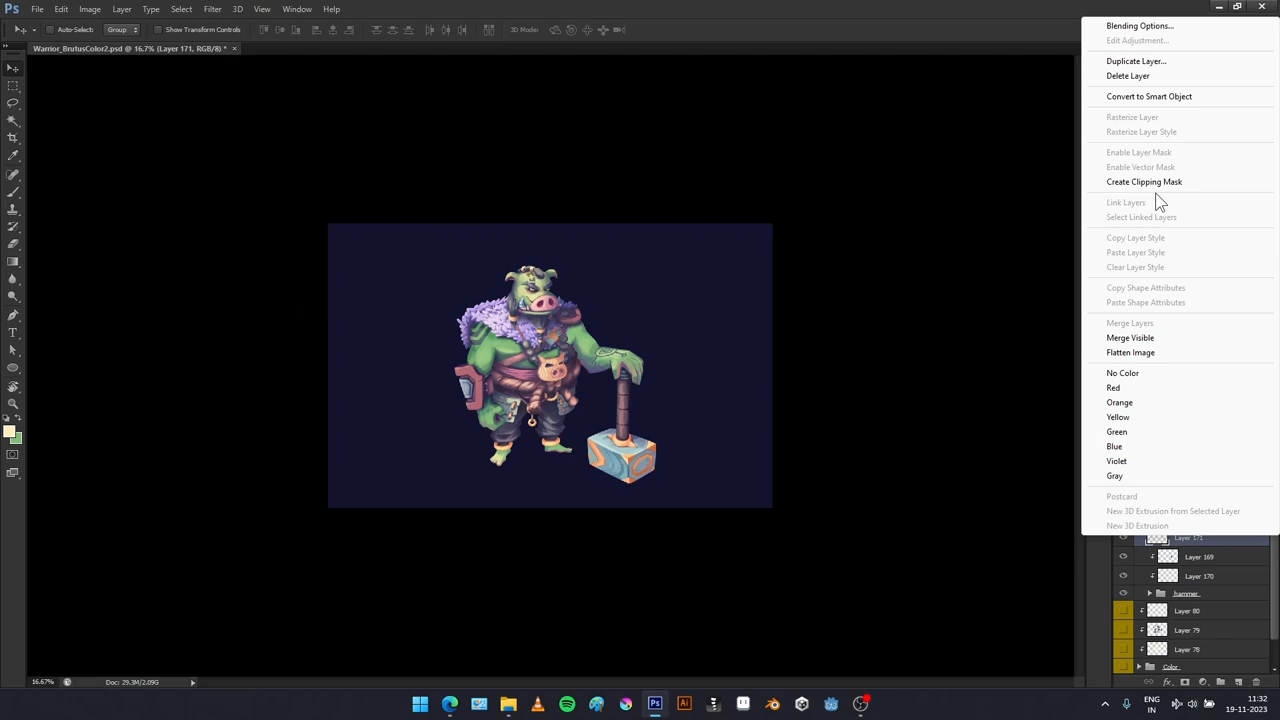 Ps File Edit Image Layer Type Select Filter 3D View Window Help
Auto-Select: Group Show Transform Controls 3D Mode:
Warrior_BrutusColor2.psd @ 16.7% (Layer 171, RGB/8) * ×
Blending Options...
Edit Adjustment...
Duplicate Layer...
Delete Layer
Convert to Smart Object
Rasterize Layer
Rasterize Layer Style
Enable Layer Mask
Enable Vector Mask
Create Clipping Mask
Link Layers
Select Linked Layers
Copy Layer Style
Paste Layer Style
Clear Layer Style
Copy Shape Attributes
Paste Shape Attributes
Merge Layers
Merge Visible
Flatten Image
No Color
Red
Orange
Yellow
Green
Blue
Violet
Gray
Postcard
New 3D Extrusion from Selected Layer
New 3D Extrusion
Layer 171
Layer 169
Layer 170
hammer
Layer 80
Layer 79
Layer 78
Color
16.67% Doc: 29.3M/2.09G
Ps Ai
ENG
IN
11:32
19-11-2023